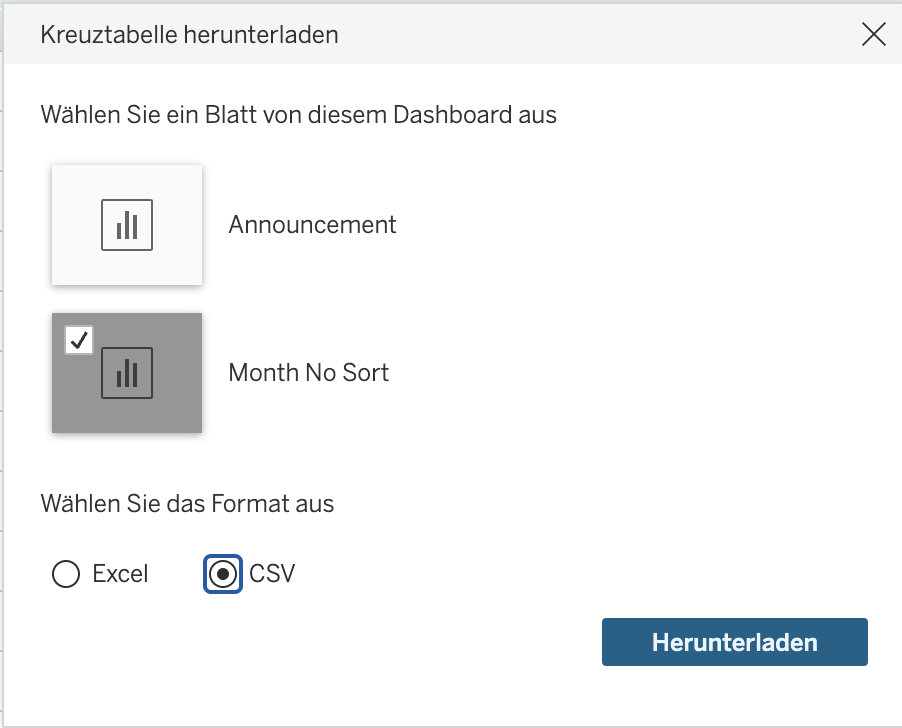 Kreuztabelle herunterladen
Wählen Sie ein Blatt von diesem Dashboard aus
Announcement
Month No Sort
Wählen Sie das Format aus
Excel CSV
Herunterladen